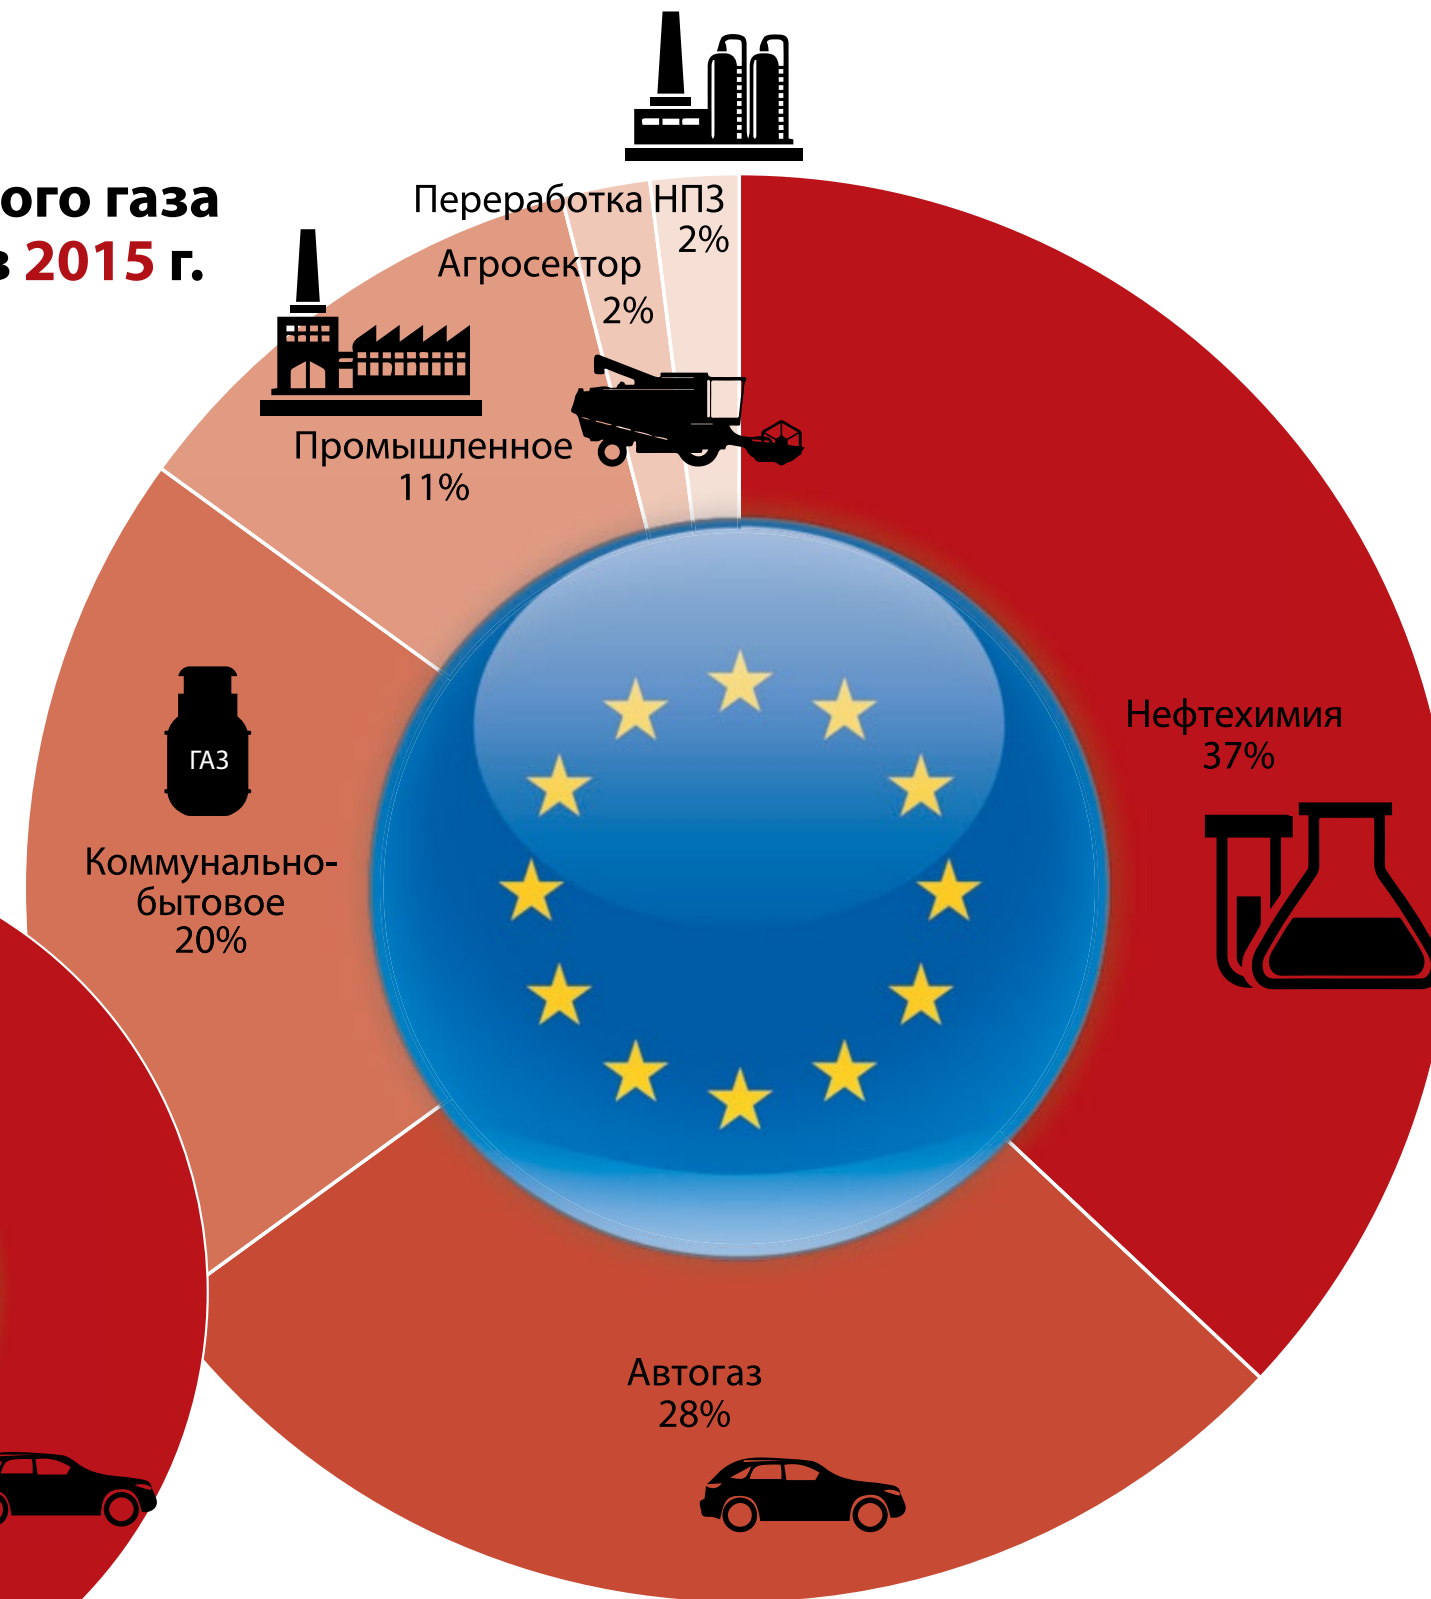 ого газа
в 2015 г.
Переработка НПЗ
2%
Агросектор
2%
Промышленное
11%
Нефтехимия
37%
ГАЗ
Коммунально-
бытовое
20%
Автогаз
28%